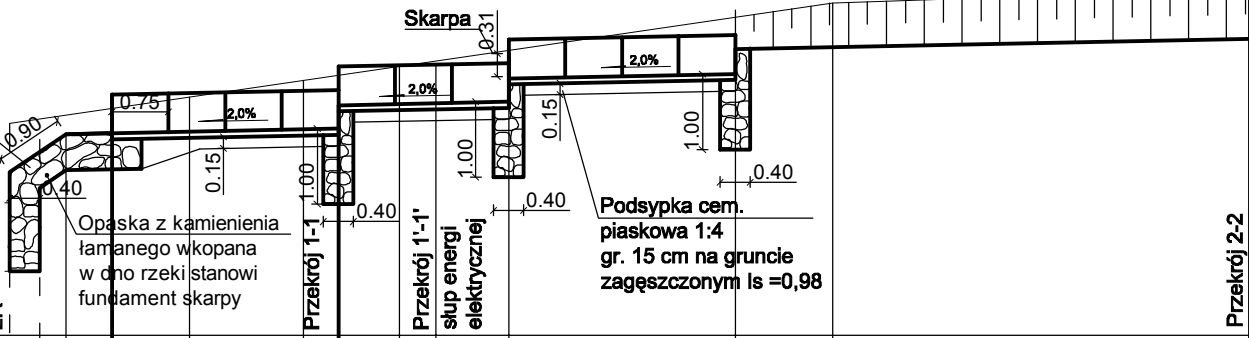 Skarpa
0.31
2,0%
2,0%
2,0%
0.75
0.90
0.15
0.15
1.00
1.00
1.00
0.40
0.40
0.40
0.40
Opaska z kamienienia
łamanego wkopana
w dno rzeki stanowi
fundament skarpy
Przekrój 1-1
Przekrój 1'-1'
słup energi
elektrycznej
Podsypka cem.
piaskowa 1:4
gr. 15 cm na gruncie
zagęszczonym Is =0,98
Przekrój 2-2